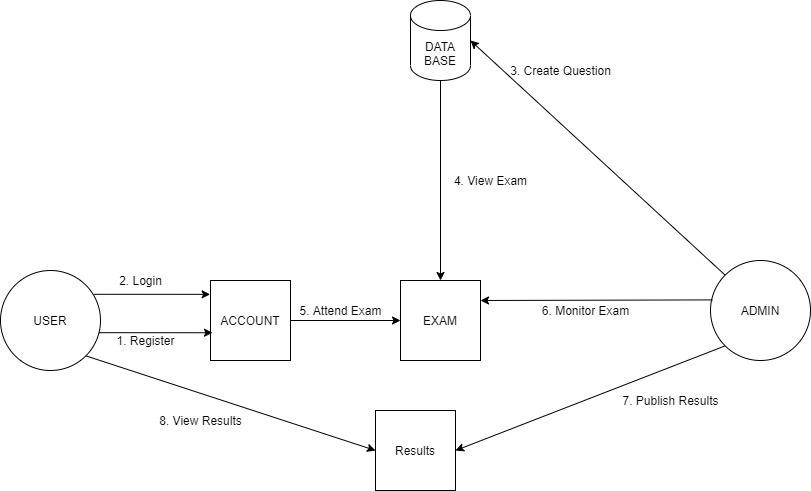 DATA
BASE
3. Create Question
4. View Exam
2. Login
USER
ACCOUNT
5. Attend Exam
EXAM
6. Monitor Exam
ADMIN
1. Register
7. Publish Results
8. View Results
Results